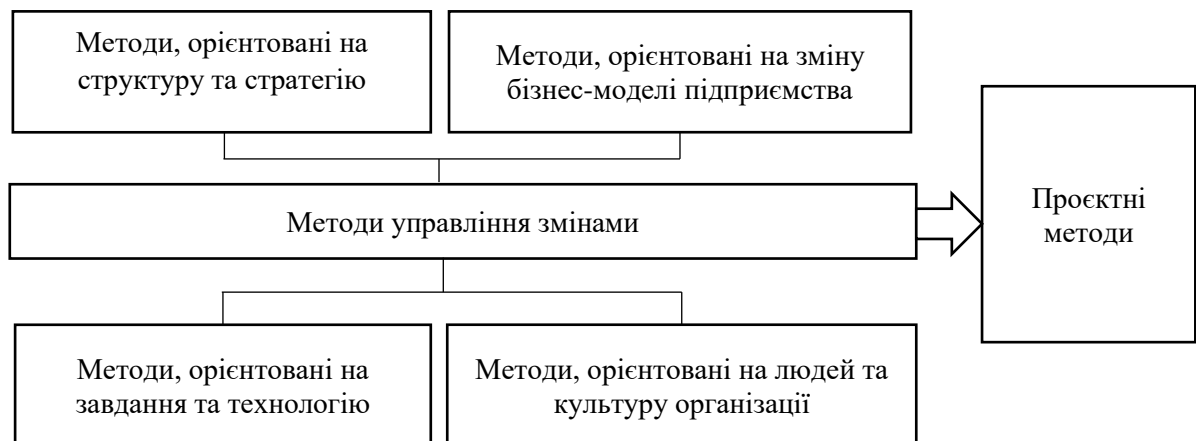 Методи, орієнтовані на
структуру та стратегію
Методи, орієнтовані на зміну
бізнес-моделі підприємства
Методи управління змінами
Проєктні
методи
Методи, орієнтовані на
завдання та технологію
Методи, орієнтовані на людей та
культуру організації